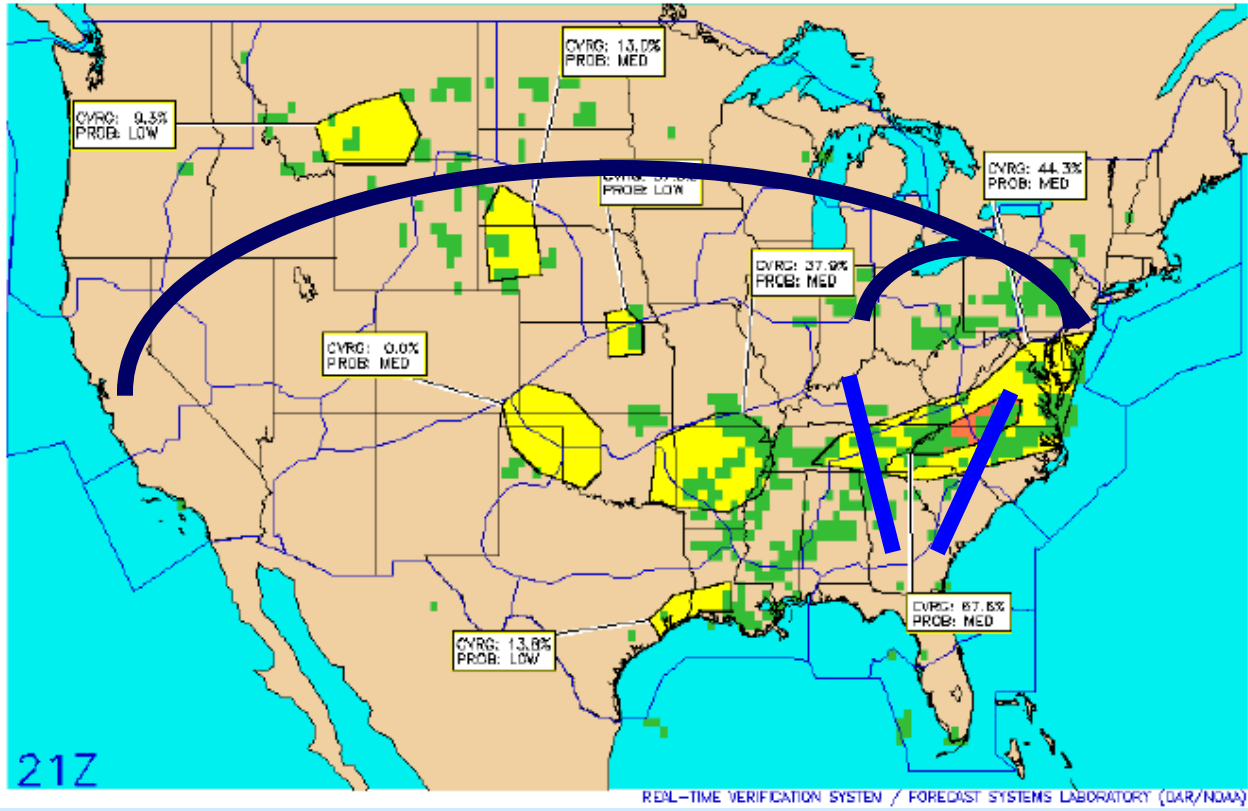 CVRG: 13.0%
PROB: MED
CVRG: 9.3%
PROB: LOW
PROB: LOW
CVRG: 44.3%
PROB: MED
CVRG: 37.9%
PROB: MED
CVRG: 0.0%
PROB: MED
CVRG: 67.6%
PROB: MED
CVRG: 13.8%
PROB: LOW
21Z
REAL-TIME VERIFICATION SYSTEM / FORECAST SYSTEMS LABORATORY (OAR/NOAA)